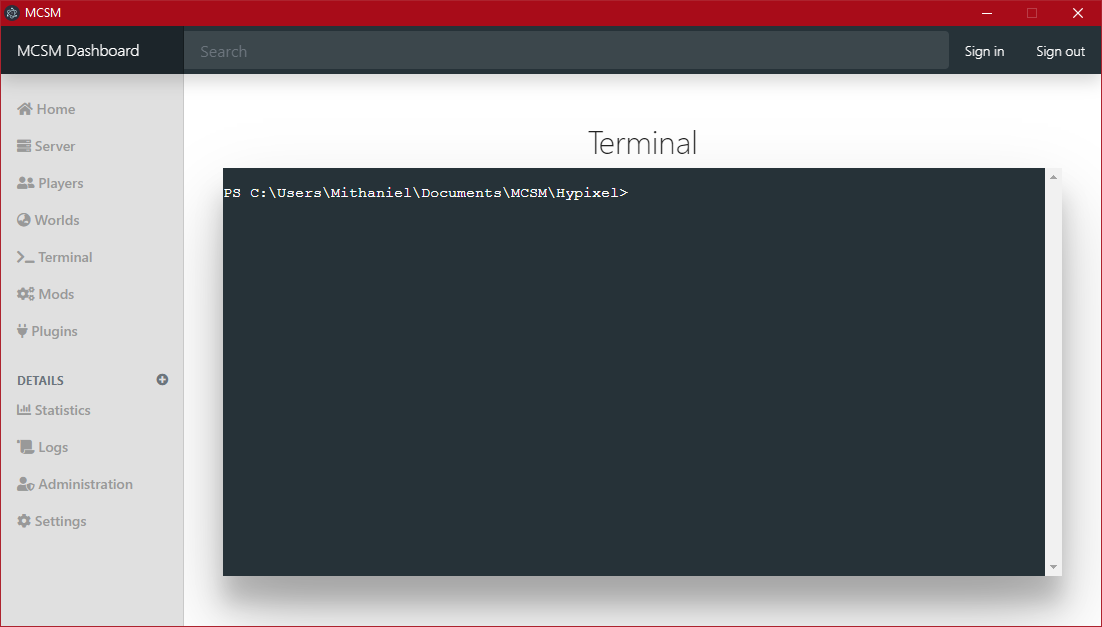 MCSM
MCSM Dashboard
Search
Sign in
Sign out
Home
Server
Players
Worlds
Terminal
Mods
Plugins
DETAILS
Statistics
Logs
Administration
Settings
Terminal
PS C:\Users\Mithaniel\Documents\MCSM\Hypixel>